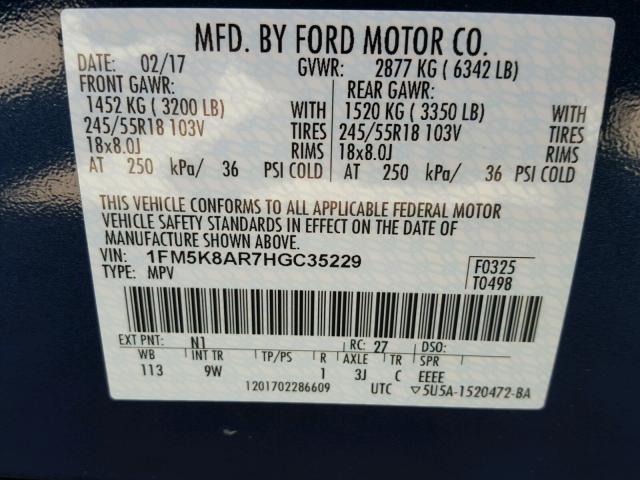 MFD. BY FORD MOTOR CO.
DATE: 02/17 GVWR: 2877 KG ( 6342 LB)
FRONT GAWR: REAR GAWR:
1452 KG ( 3200 LB) WITH 1520 KG ( 3350 LB) WITH
245/55R18 103V TIRES 245/55R18 103V TIRES
18x8.0J RIMS 18x8.0J RIMS
AT 250 kPa/ 36 PSI COLD AT 250 kPa/ 36 PSI COLD
THIS VEHICLE CONFORMS TO ALL APPLICABLE FEDERAL MOTOR
VEHICLE SAFETY STANDARDS IN EFFECT ON THE DATE OF
MANUFACTURE SHOWN ABOVE.
VIN: 1FM5K8AR7HGC35229 F0325
TYPE: MPV T0498
EXT PNT: N1 RC: 27 DSO:
WB INT TR TP/PS R AXLE TR SPR
113 9W 1 3J C EEEE
1201702286609 UTC ▽5U5A-1520472-BA